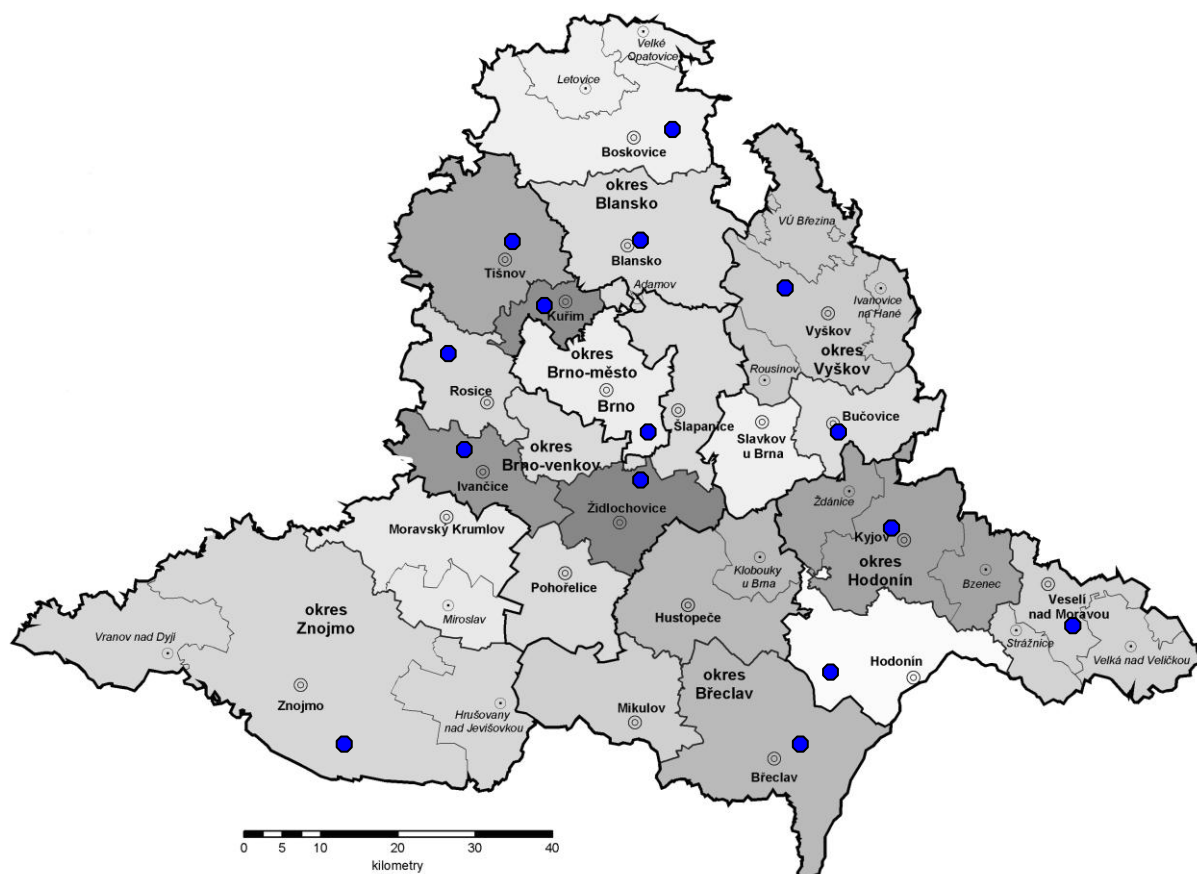 Velké
Opatovice
Letovice
Boskovice
okres
Blansko
VÚ Březina
Tišnov
Blansko
Adamov
Ivanovice
na Hané
Kuřim
Vyškov
okres
Vyškov
okres
Brno-město
Rousínov
Rosice
Brno
Šlapanice
Bučovice
Slavkov
u Brna
okres
Brno-venkov
Ivančice
Ždánice
Židlochovice
Moravský Krumlov
Kyjov
okres
Hodonín
Klobouky
u Brna
Bzenec
Pohořelice
Veselí
nad Moravou
okres
Znojmo
Miroslav
Hustopeče
Vranov nad Dyjí
Strážnice
Velká nad Veličkou
Hodonín
okres
Břeclav
Znojmo
Hrušovany
nad Jevišovkou
Mikulov
Břeclav
0 5 10 20 30 40
kilometry